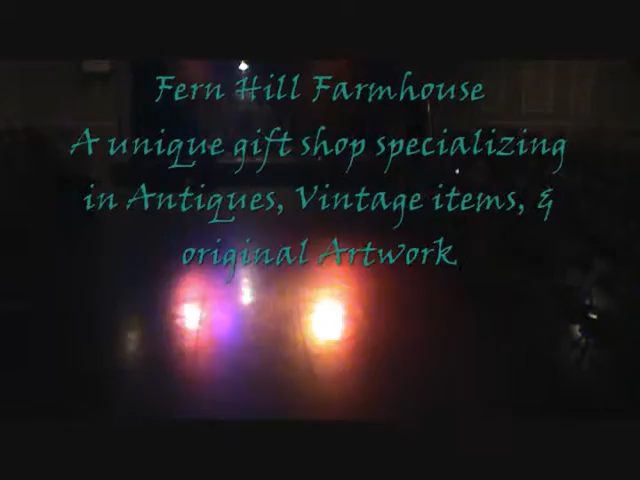 Fern Hill Farmhouse
A unique gift shop specializing
in Antiques, Vintage items, &
original Artwork